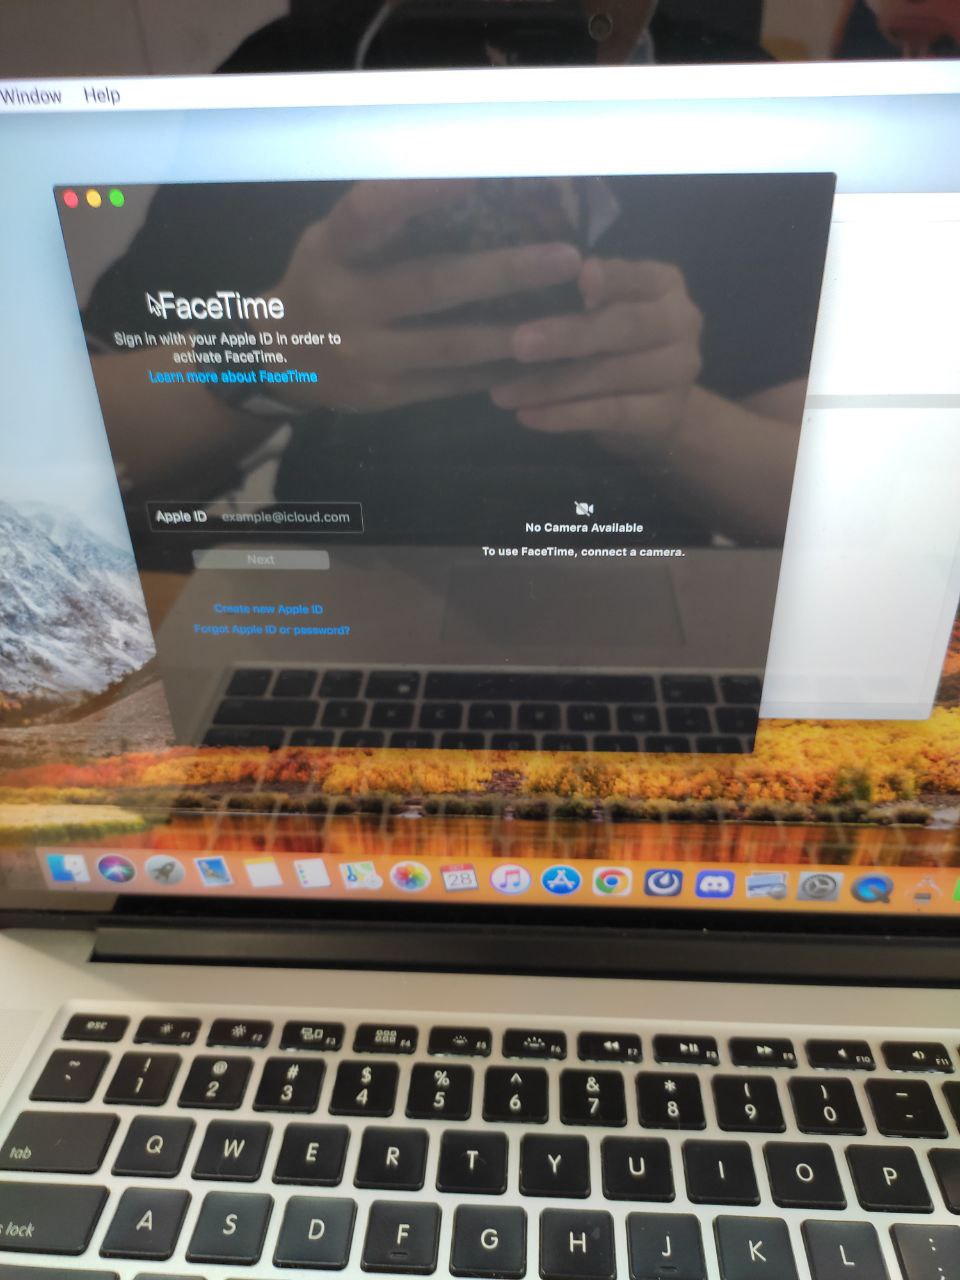 Window Help
FaceTime
Sign in with your Apple ID in order to
activate FaceTime.
Learn more about FaceTime
Apple ID example@icloud.com
Next
Create new Apple ID
Forgot Apple ID or password?
No Camera Available
To use FaceTime, connect a camera.
28
esc F1 F2 F3 F4 F5 F6 F7 F8 F9 F10 F11
~ ` ! 1 @ 2 # 3 $ 4 % 5 ^ 6 & 7 * 8 ( 9 ) 0 _ -
tab Q W E R T Y U I O P
s lock A S D F G H J K L : ;